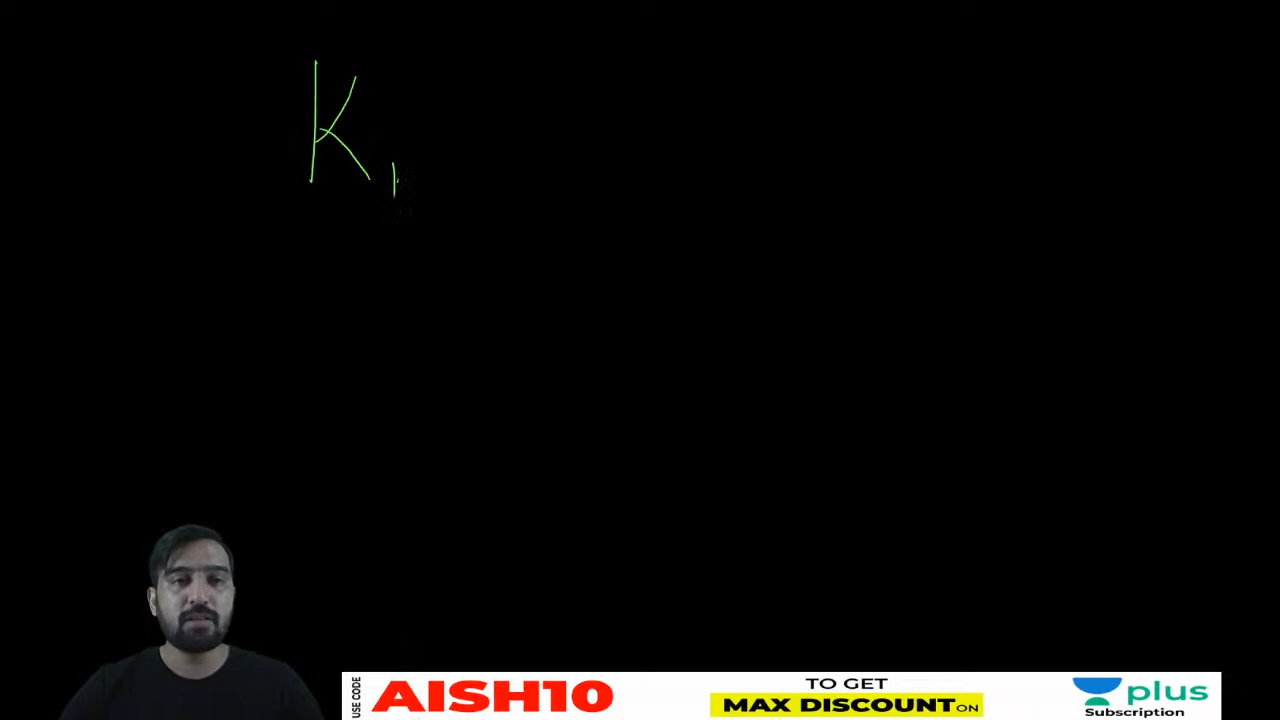 K
USE CODE
AISH10
TO GET
MAX DISCOUNT ON
plus
Subscription